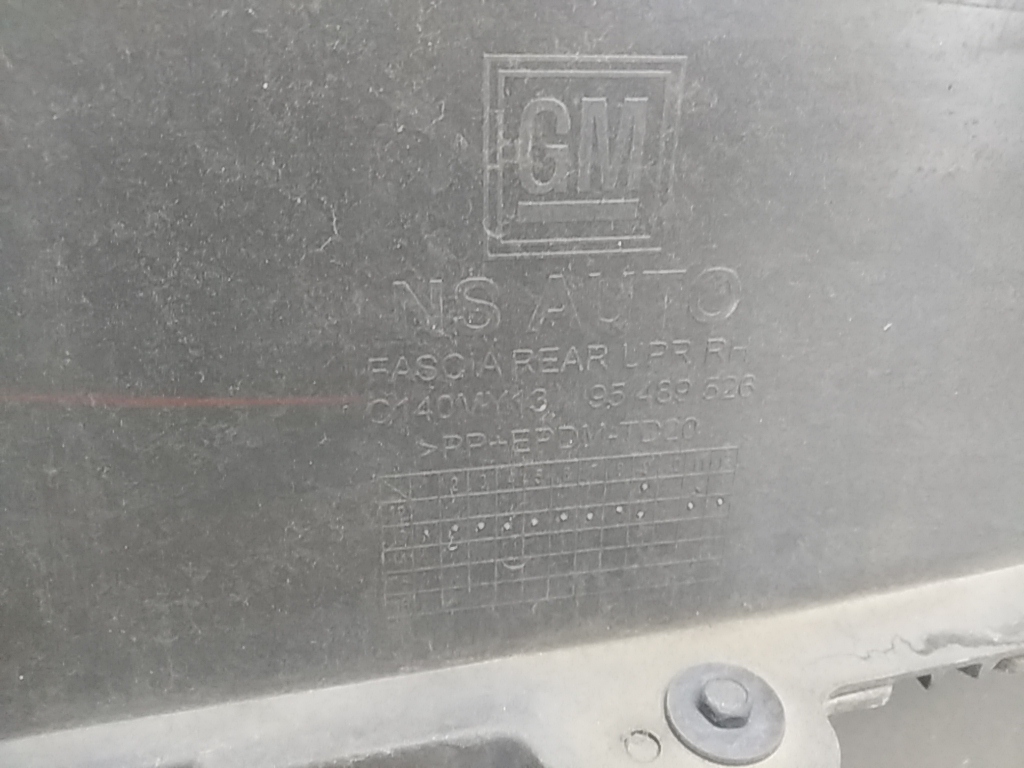 GM
NS AUTO
FASCIA REAR UPR RH
C140MY13 95 489 526
>PP+EPDM-TD20